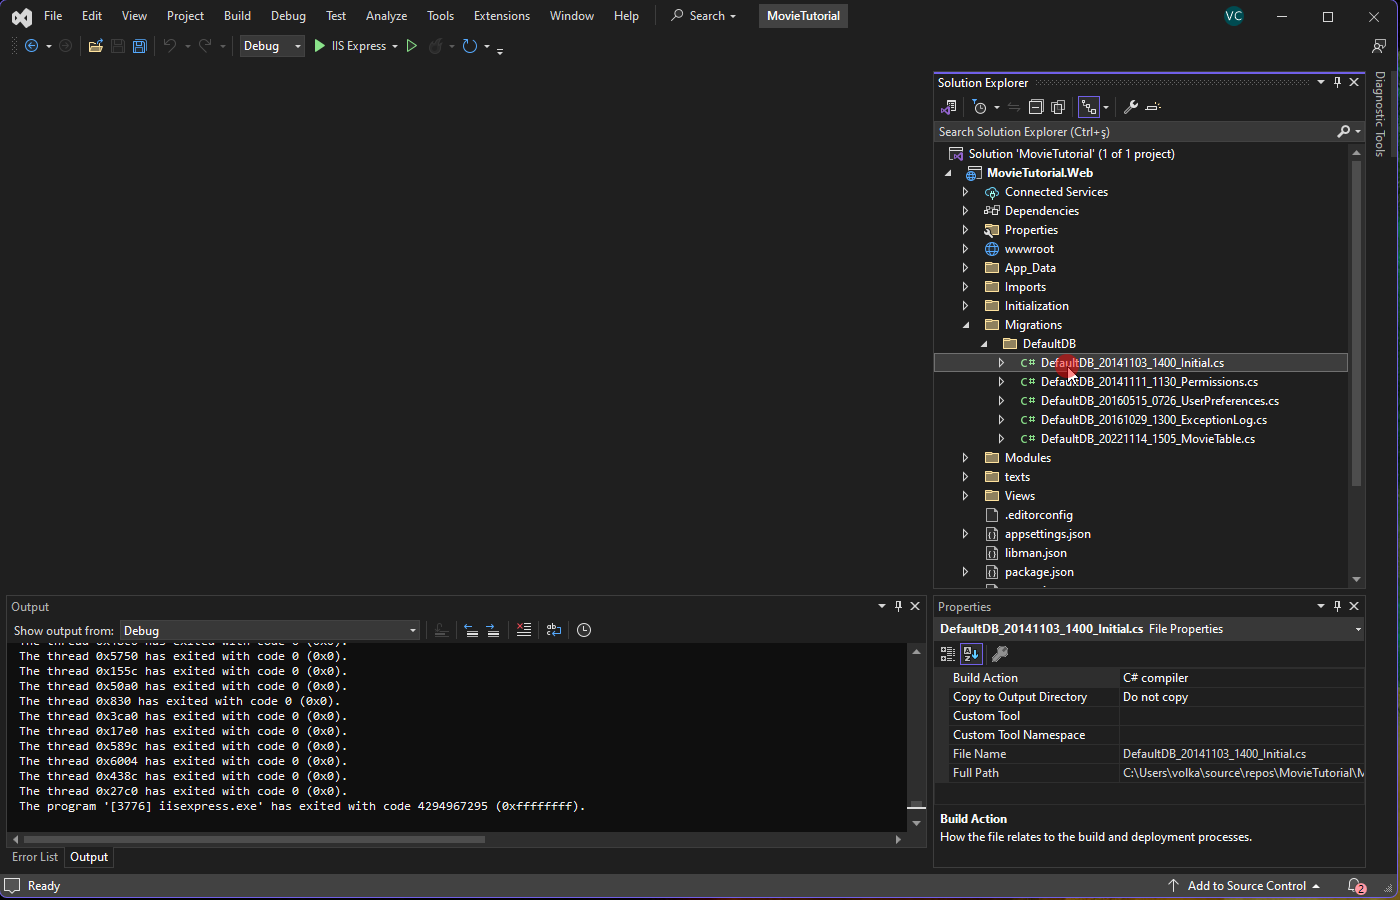 File Edit View Project Build Debug Test Analyze Tools Extensions Window Help Search MovieTutorial VC
Debug IIS Express
Diagnostic Tools
Solution Explorer
Search Solution Explorer (Ctrl+ş)
Solution 'MovieTutorial' (1 of 1 project)
MovieTutorial.Web
Connected Services
Dependencies
Properties
wwwroot
App_Data
Imports
Initialization
Migrations
DefaultDB
C# DefaultDB_20141103_1400_Initial.cs
C# DefaultDB_20141111_1130_Permissions.cs
C# DefaultDB_20160515_0726_UserPreferences.cs
C# DefaultDB_20161029_1300_ExceptionLog.cs
C# DefaultDB_20221114_1505_MovieTable.cs
Modules
texts
Views
.editorconfig
appsettings.json
libman.json
package.json
Output
Show output from: Debug
The thread 0x5750 has exited with code 0 (0x0).
The thread 0x155c has exited with code 0 (0x0).
The thread 0x50a0 has exited with code 0 (0x0).
The thread 0x830 has exited with code 0 (0x0).
The thread 0x3ca0 has exited with code 0 (0x0).
The thread 0x17e0 has exited with code 0 (0x0).
The thread 0x589c has exited with code 0 (0x0).
The thread 0x6004 has exited with code 0 (0x0).
The thread 0x438c has exited with code 0 (0x0).
The thread 0x27c0 has exited with code 0 (0x0).
The program '[3776] iisexpress.exe' has exited with code 4294967295 (0xffffffff).
Error List Output
Properties
DefaultDB_20141103_1400_Initial.cs File Properties
Build Action C# compiler
Copy to Output Directory Do not copy
Custom Tool
Custom Tool Namespace
File Name DefaultDB_20141103_1400_Initial.cs
Full Path C:\Users\volka\source\repos\MovieTutorial\M
Build Action
How the file relates to the build and deployment processes.
Ready Add to Source Control 2